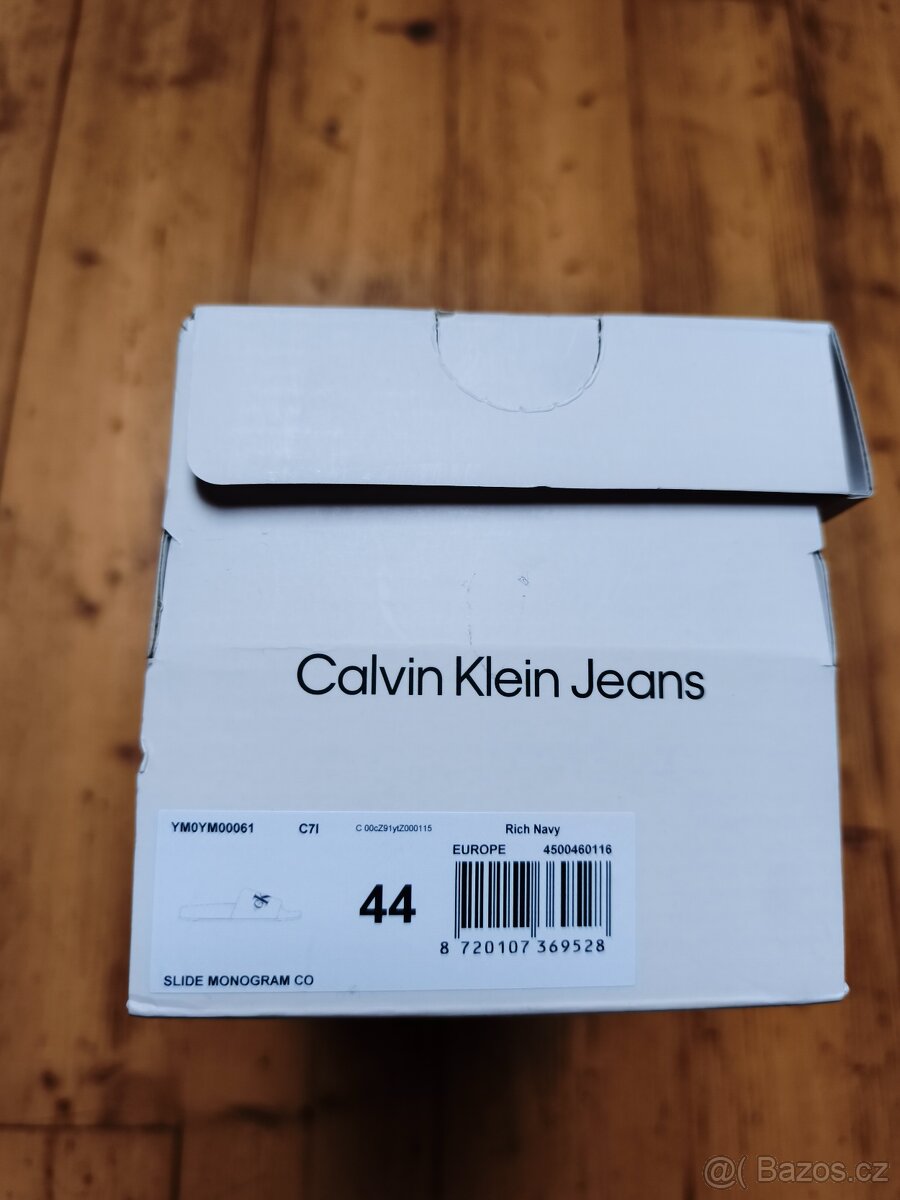 Calvin Klein Jeans
YM0YM00061 C7I C 00cZ91ytZ000115 Rich Navy
EUROPE 4500460116
44
8 720107 369528
SLIDE MONOGRAM CO
@( Bazos.cz